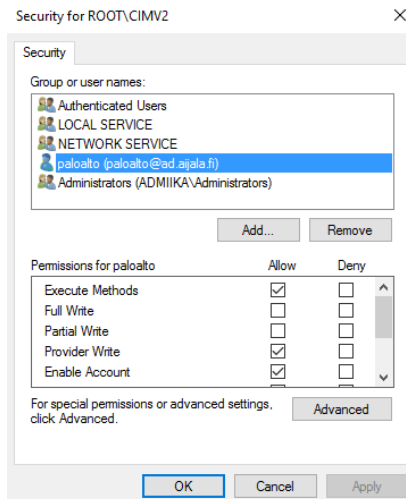 Security for ROOT\CIMV2
Security
Group or user names:
Authenticated Users
LOCAL SERVICE
NETWORK SERVICE
paloalto (paloalto@ad.aijala.fi)
Administrators (ADMIIKA\Administrators)
Add... Remove
Permissions for paloalto Allow Deny
Execute Methods
Full Write
Partial Write
Provider Write
Enable Account
For special permissions or advanced settings,
click Advanced. Advanced
OK Cancel Apply